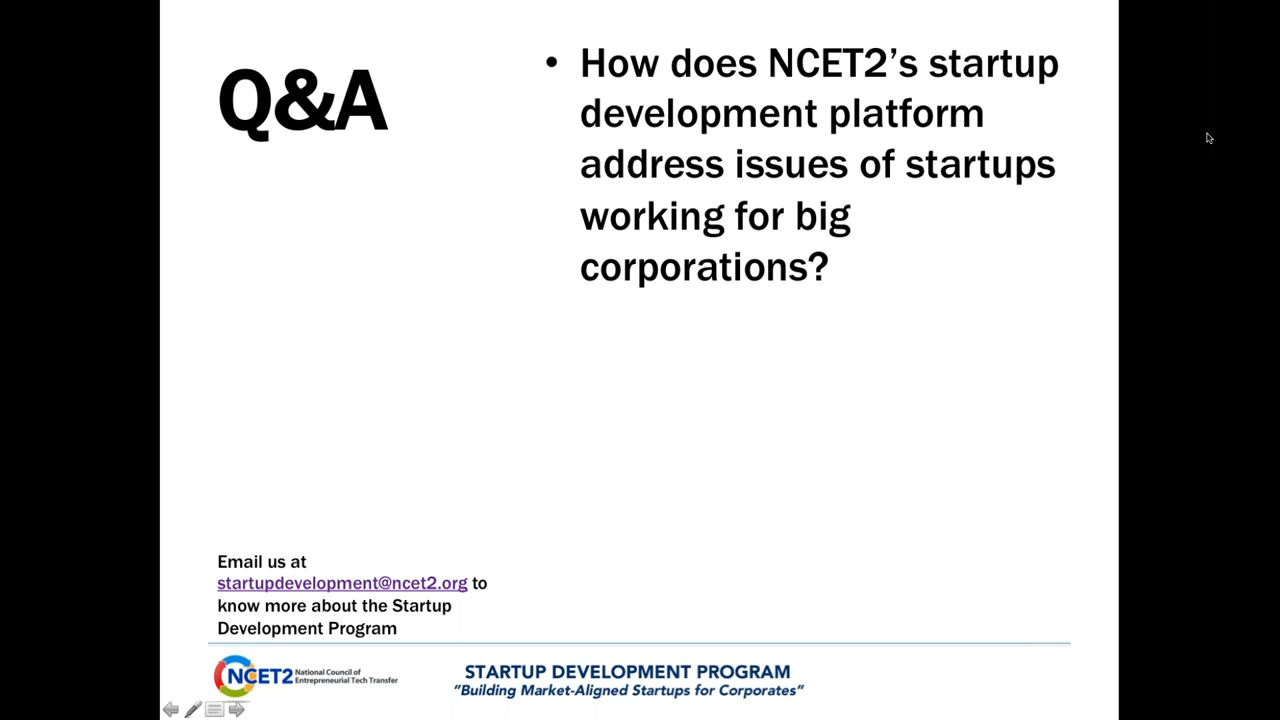 Q&A
• How does NCET2’s startup
development platform
address issues of startups
working for big
corporations?
Email us at
startupdevelopment@ncet2.org to
know more about the Startup
Development Program
NCET2 National Council of
Entrepreneurial Tech Transfer
STARTUP DEVELOPMENT PROGRAM
”Building Market-Aligned Startups for Corporates”